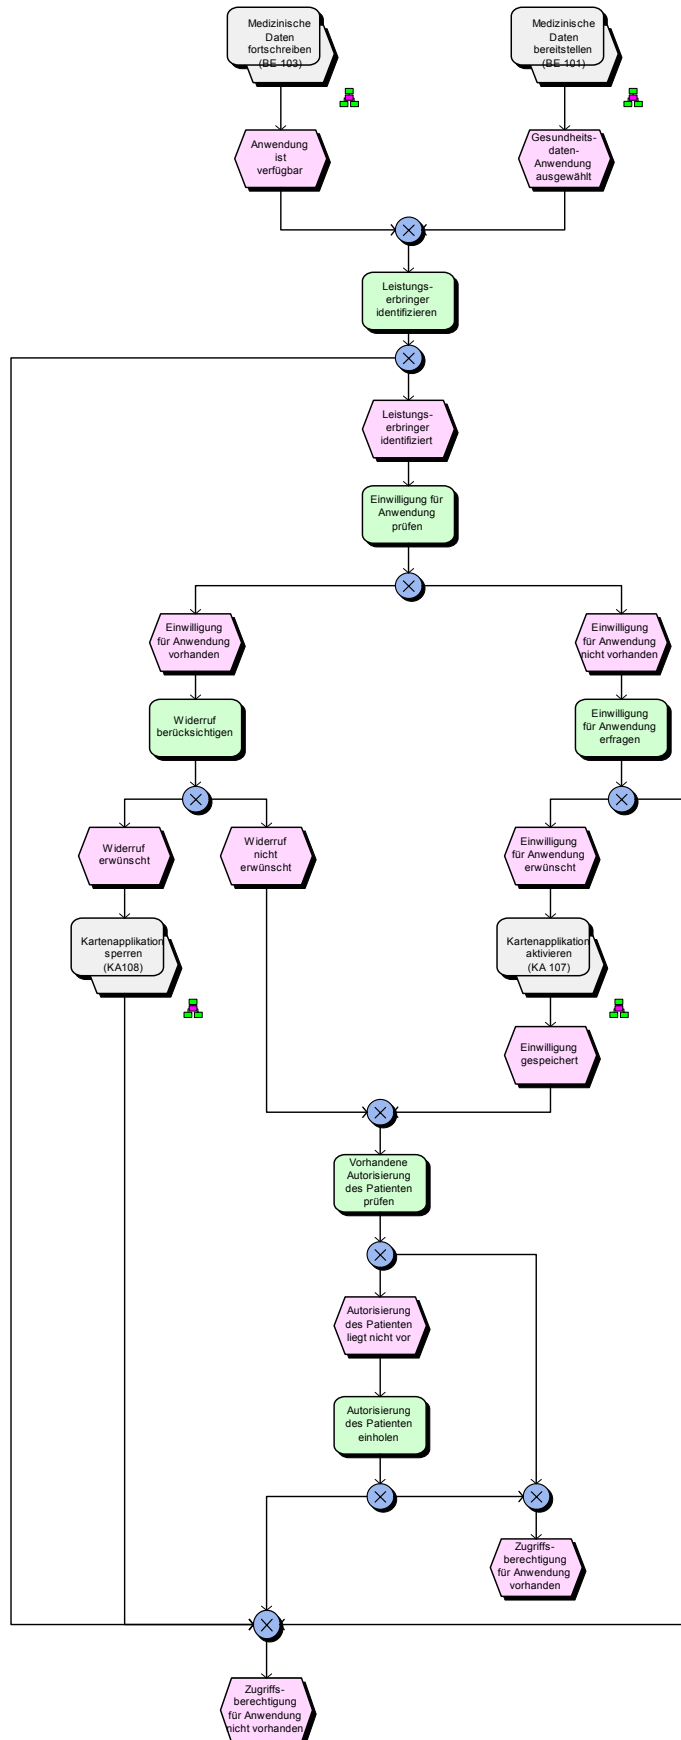 Medizinische
Daten
fortschreiben
(BE 103)
Medizinische
Daten
bereitstellen
(BE 101)
Anwendung
ist
verfügbar
Gesundheits-
daten-
Anwendung
ausgewählt
Leistungs-
erbringer
identifizieren
Leistungs-
erbringer
identifiziert
Einwilligung für
Anwendung
prüfen
Einwilligung
für Anwendung
vorhanden
Einwilligung
für Anwendung
nicht vorhanden
Widerruf
berücksichtigen
Einwilligung
für Anwendung
erfragen
Widerruf
erwünscht
Widerruf
nicht
erwünscht
Einwilligung
für Anwendung
erwünscht
Kartenapplikation
sperren
(KA108)
Kartenapplikation
aktivieren
(KA 107)
Einwilligung
gespeichert
Vorhandene
Autorisierung
des Patienten
prüfen
Autorisierung
des Patienten
liegt nicht vor
Autorisierung
des Patienten
einholen
Zugriffs-
berechtigung
für Anwendung
vorhanden
Zugriffs-
berechtigung
für Anwendung
nicht vorhanden